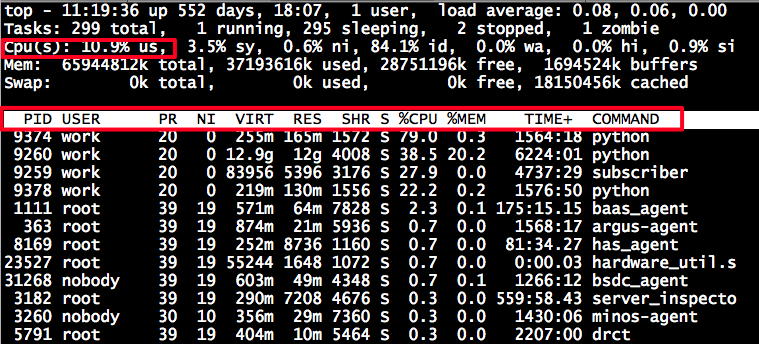 top - 11:19:36 up 552 days, 18:07, 1 user, load average: 0.08, 0.06, 0.00
Tasks: 299 total, 1 running, 295 sleeping, 2 stopped, 1 zombie
Cpu(s): 10.9% us, 3.5% sy, 0.6% ni, 84.1% id, 0.0% wa, 0.0% hi, 0.9% si
Mem: 65944812k total, 37193616k used, 28751196k free, 1694524k buffers
Swap: 0k total, 0k used, 0k free, 18150456k cached
PID USER PR NI VIRT RES SHR S %CPU %MEM TIME+ COMMAND
9374 work 20 0 255m 165m 1572 S 79.0 0.3 1564:18 python
9260 work 20 0 12.9g 12g 4008 S 38.5 20.2 6224:01 python
9259 work 20 0 83956 5396 3176 S 27.9 0.0 4737:29 subscriber
9378 work 20 0 219m 130m 1556 S 22.2 0.2 1576:50 python
1111 root 39 19 571m 64m 7828 S 2.3 0.1 175:15.15 baas_agent
363 root 39 19 874m 21m 5936 S 0.7 0.0 1568:17 argus-agent
8169 root 39 19 252m 8736 1160 S 0.7 0.0 81:34.27 has_agent
23527 root 39 19 55244 1648 1072 S 0.7 0.0 0:00.03 hardware_util.s
31268 nobody 39 19 603m 49m 4348 S 0.7 0.1 1266:12 bsdc_agent
3182 root 39 19 290m 7208 4676 S 0.3 0.0 559:58.43 server_inspecto
3260 nobody 30 10 356m 29m 7360 S 0.3 0.0 1430:06 minos-agent
5791 root 39 19 404m 10m 5464 S 0.3 0.0 2207:00 drct